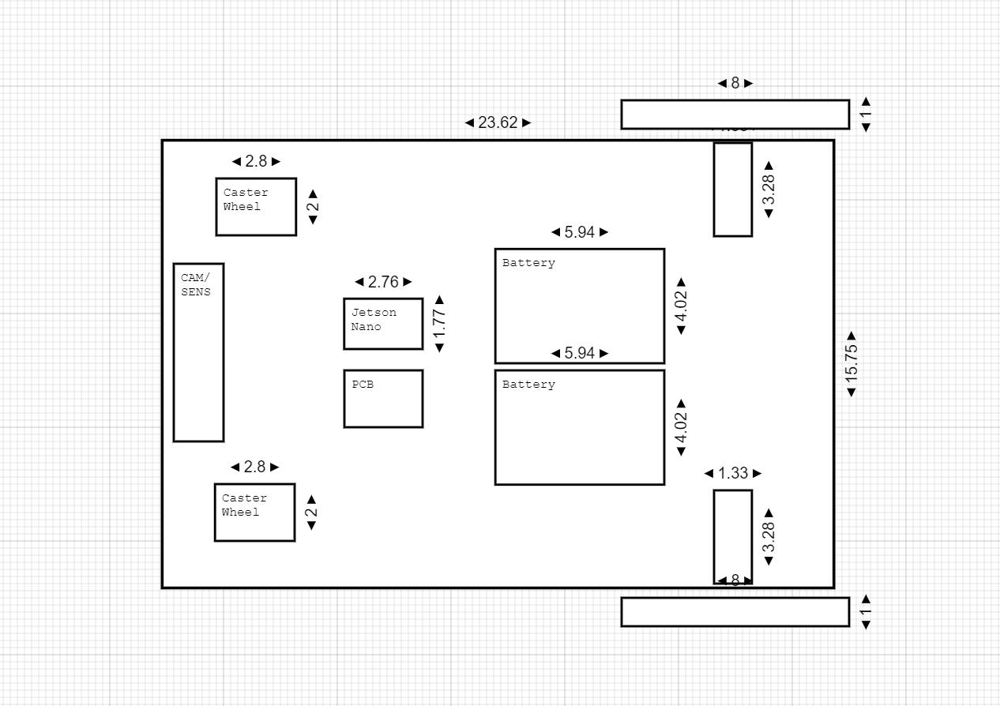 8
1
23.62
2.8
Caster
Wheel
2
3.28
5.94
Battery
4.02
CAM/
SENS
2.76
Jetson
Nano
1.77
15.75
5.94
Battery
4.02
PCB
2.8
Caster
Wheel
2
1.33
3.28
8
1